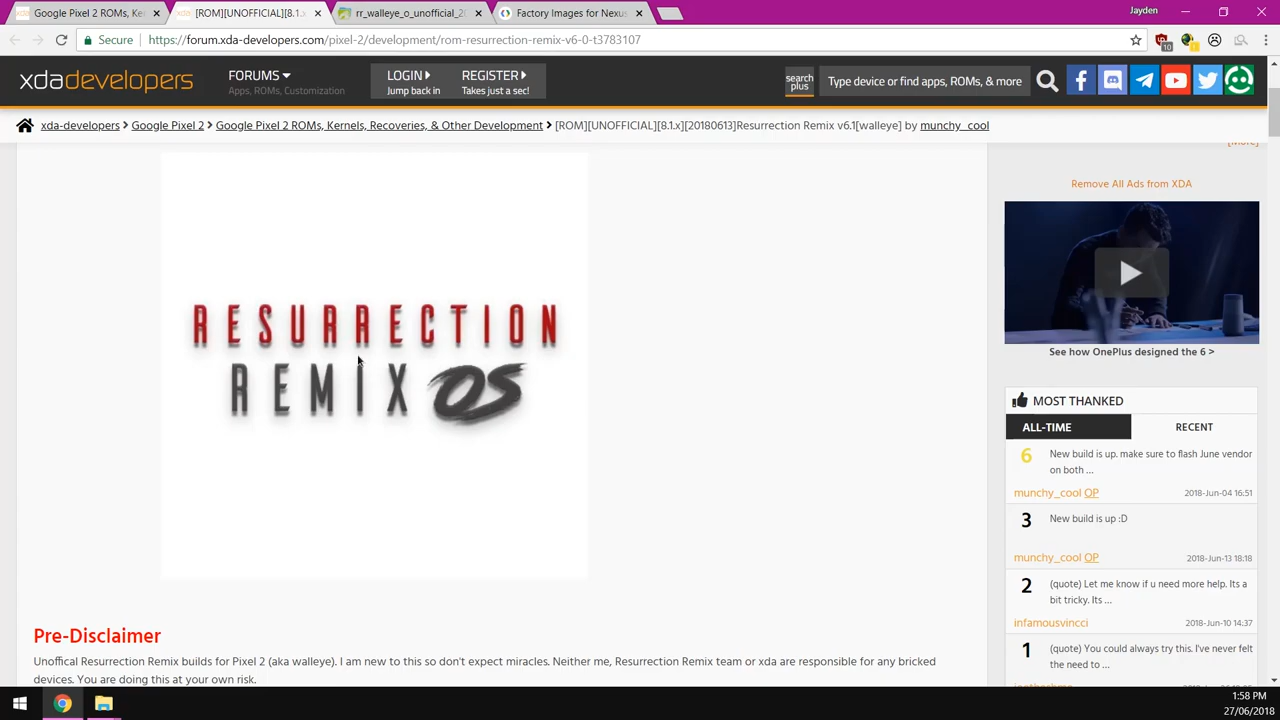 Google Pixel 2 ROMs, Ke
[ROM][UNOFFICIAL][8.1.
rr_walleye_o_unofficial_20
Factory Images for Nexus
Jayden
Secure
https://forum.xda-developers.com/pixel-2/development/rom-resurrection-remix-v6-0-t3783107
10
1
xdadevelopers
FORUMS
Apps, ROMs, Customization
LOGIN
Jump back in
REGISTER
Takes just a sec!
search
plus
Type device or find apps, ROMs, & more
xda-developers
Google Pixel 2
Google Pixel 2 ROMs, Kernels, Recoveries, & Other Development
[ROM][UNOFFICIAL][8.1.x][20180613]Resurrection Remix v6.1[walleye] by munchy_cool
[More]
Remove All Ads from XDA
RESURRECTION
REMIX OS
See how OnePlus designed the 6 >
MOST THANKED
ALL-TIME
RECENT
6
New build is up. make sure to flash June vendor
on both ...
munchy_cool OP
2018-Jun-04 16:51
3
New build is up :D
munchy_cool OP
2018-Jun-13 18:18
2
(quote) Let me know if u need more help. Its a
bit tricky. Its ...
infamousvincci
2018-Jun-10 14:37
1
(quote) You could always try this. I've never felt
the need to ...
Pre-Disclaimer
Unoffical Resurrection Remix builds for Pixel 2 (aka walleye). I am new to this so don't expect miracles. Neither me, Resurrection Remix team or xda are responsible for any bricked
devices. You are doing this at your own risk.
1:58 PM
27/06/2018